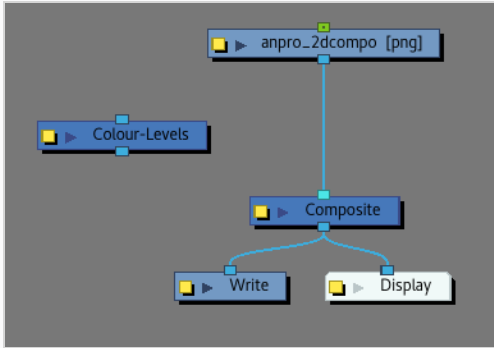 anpro_2dcompo [png]
Colour-Levels
Composite
Write
Display